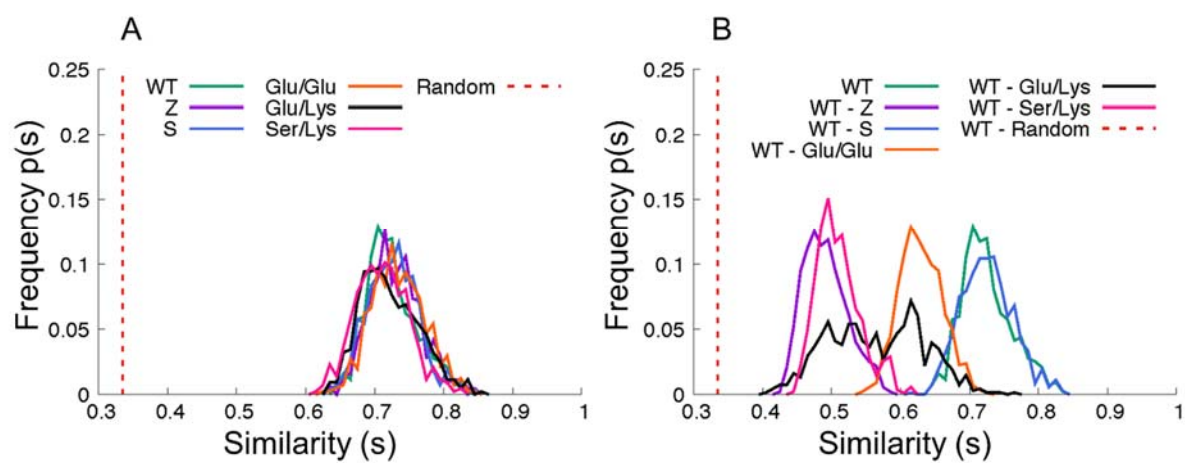 A
B
0.25
0.2
0.15
0.1
0.05
0
Frequency p(s)
WT
Z
S
Glu/Glu
Glu/Lys
Ser/Lys
Random
0.3 0.4 0.5 0.6 0.7 0.8 0.9 1
Similarity (s)
0.25
0.2
0.15
0.1
0.05
0
Frequency p(s)
WT
WT - Z
WT - S
WT - Glu/Glu
WT - Glu/Lys
WT - Ser/Lys
WT - Random
0.3 0.4 0.5 0.6 0.7 0.8 0.9 1
Similarity (s)